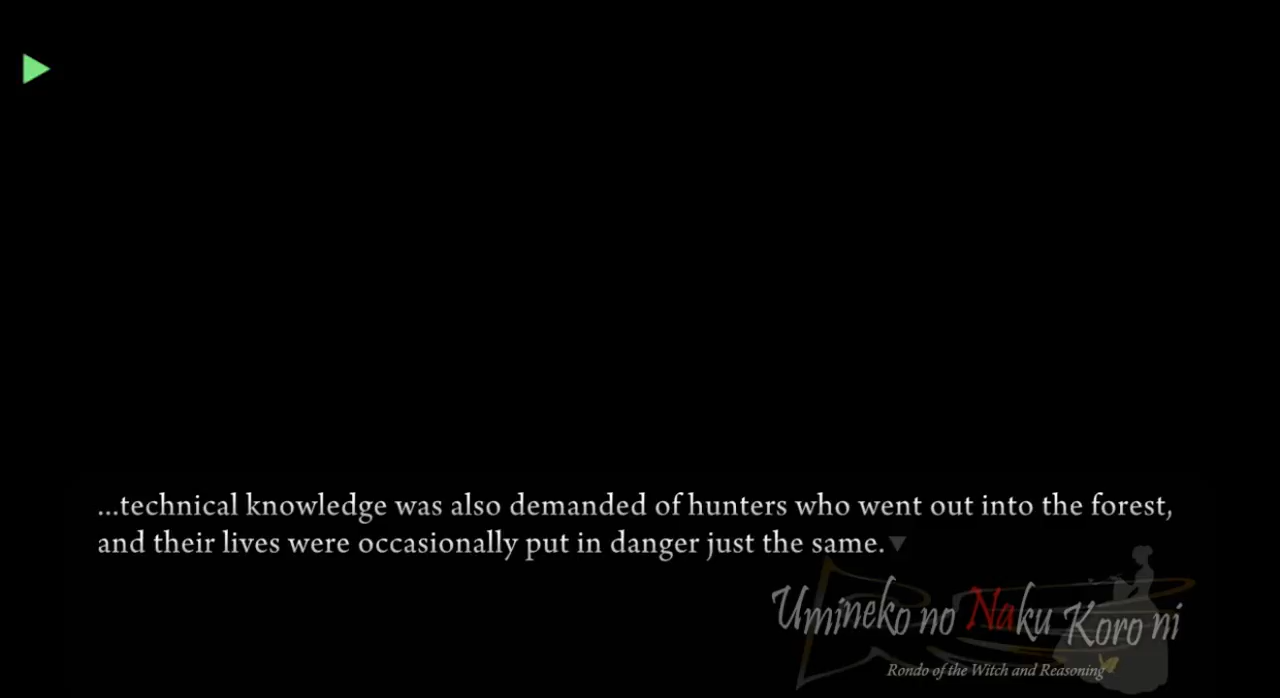 ...technical knowledge was also demanded of hunters who went out into the forest,
and their lives were occasionally put in danger just the same.
Umineko no Naku Koro ni
Rondo of the Witch and Reasoning